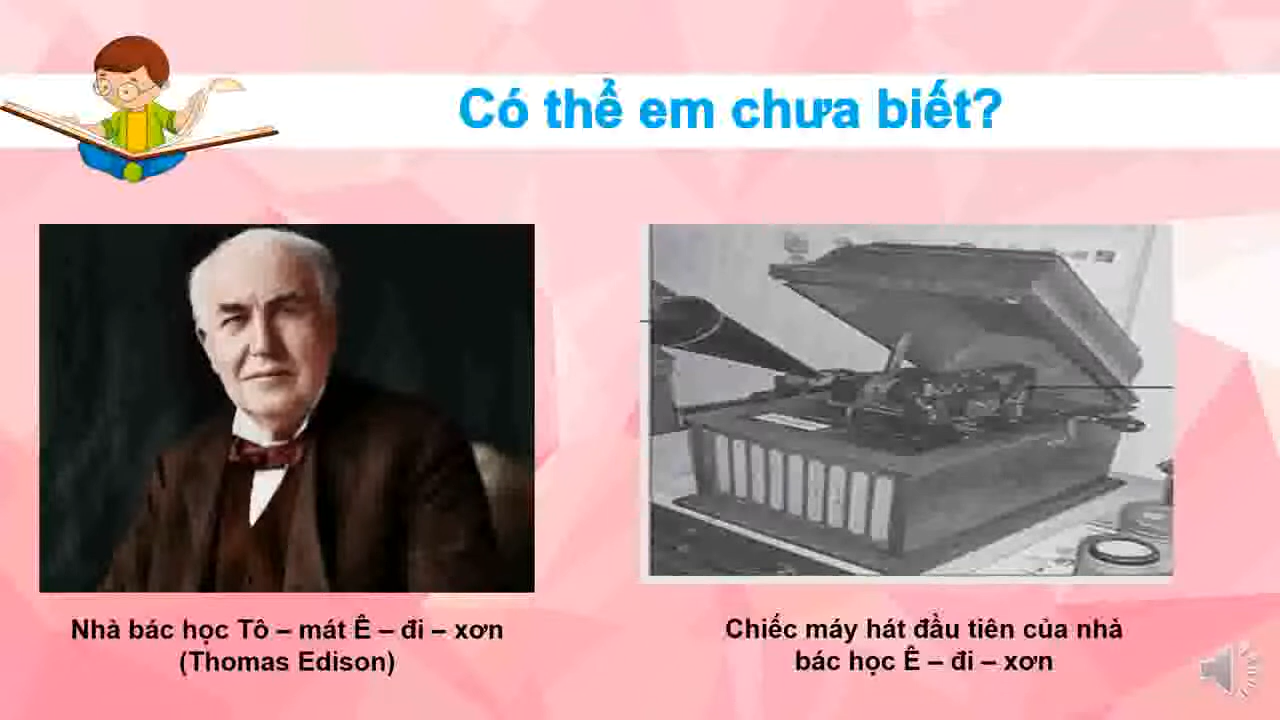 Có thể em chưa biết?
Nhà bác học Tô – mát Ê – đi – xơn
(Thomas Edison)
Chiếc máy hát đầu tiên của nhà
bác học Ê – đi – xơn